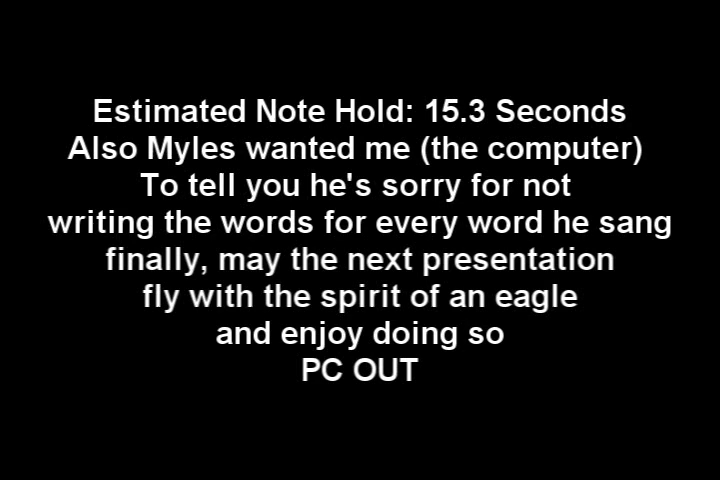 Estimated Note Hold: 15.3 Seconds
Also Myles wanted me (the computer)
To tell you he's sorry for not
writing the words for every word he sang
finally, may the next presentation
fly with the spirit of an eagle
and enjoy doing so
PC OUT